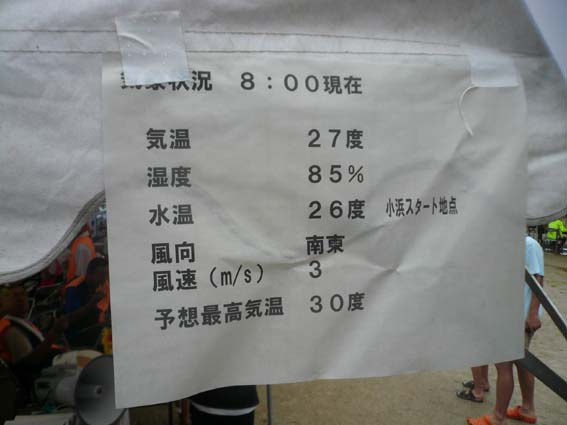 気象状況 8:00現在
気温 27度
湿度 85%
水温 26度 小浜スタート地点
風向 南東
風速(m/s) 3
予想最高気温 30度